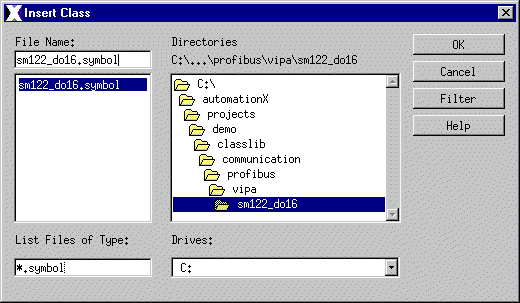 Insert Class
File Name:
sm122_do16.symbol
sm122_do16.symbol
List Files of Type:
*.symbol
Directories
C:\...\profibus\vipa\sm122_do16
C:\
automationX
projects
demo
classlib
communication
profibus
vipa
sm122_do16
Drives:
C:
OK
Cancel
Filter
Help